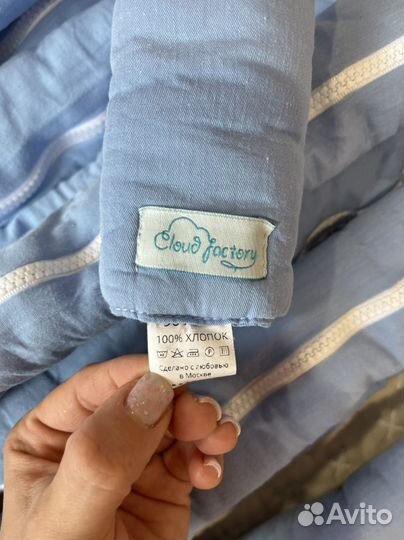 Cloud factory
100% ХЛОПОК
Сделано с любовью
в Москве
Avito